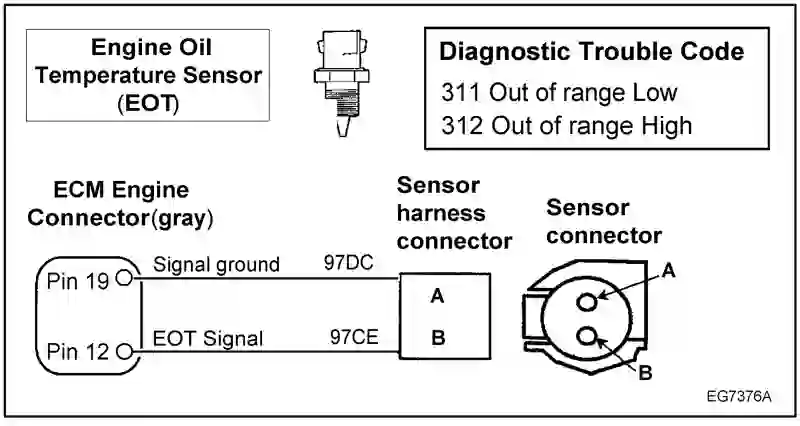 Engine Oil
Temperature Sensor
(EOT)
Diagnostic Trouble Code
311 Out of range Low
312 Out of range High
ECM Engine
Connector(gray)
Sensor
harness
connector
Sensor
connector
Pin 19
Signal ground
97DC
A
A
Pin 12
EOT Signal
97CE
B
B
EG7376A